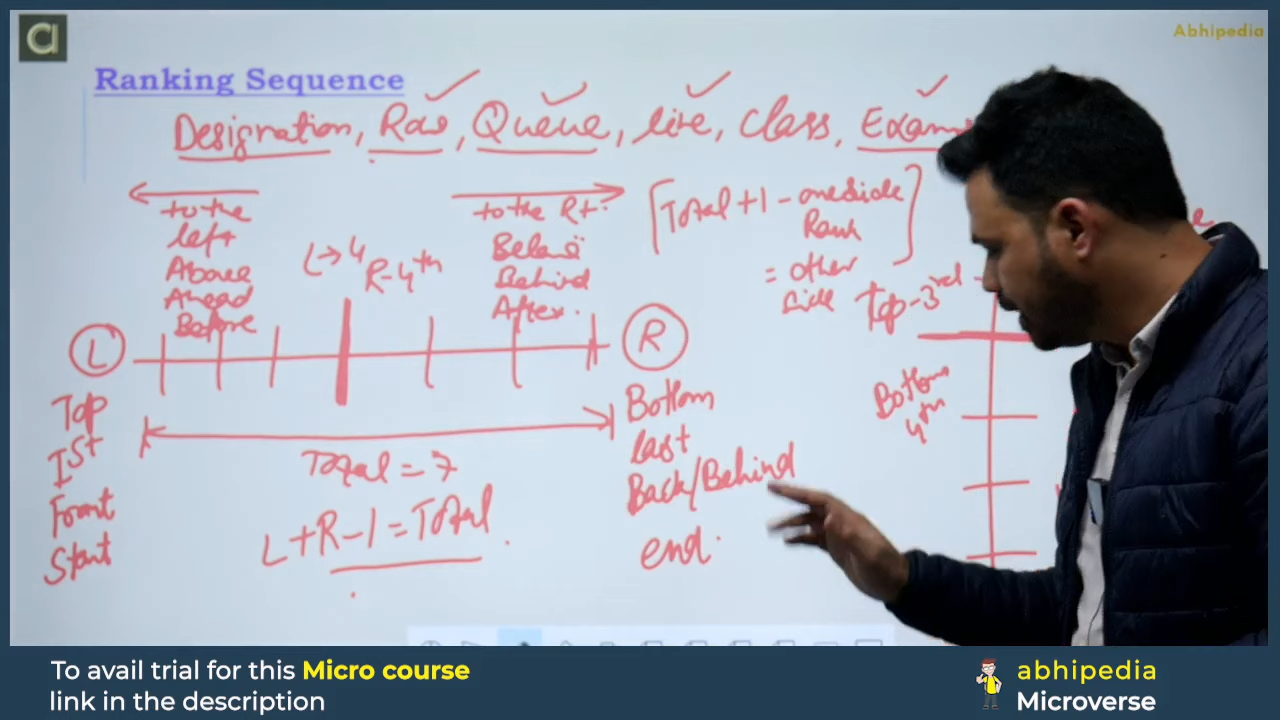 Abhipedia
Ranking Sequence
Designation, Row, Queue, line, Class, Exam
to the
left
Above
Ahead
Before
L→4
R-4th
to the Rt.
Below
Behind
After.
[Total +1 - one side
Rank
= other
side]
Top-3rd
L
R
Top
Ist
Front
Start
Bottom
last
Back/Behind
end.
Total = 7
L+R-1=Total
Bottom
4th
To avail trial for this Micro course
link in the description
abhipedia
Microverse